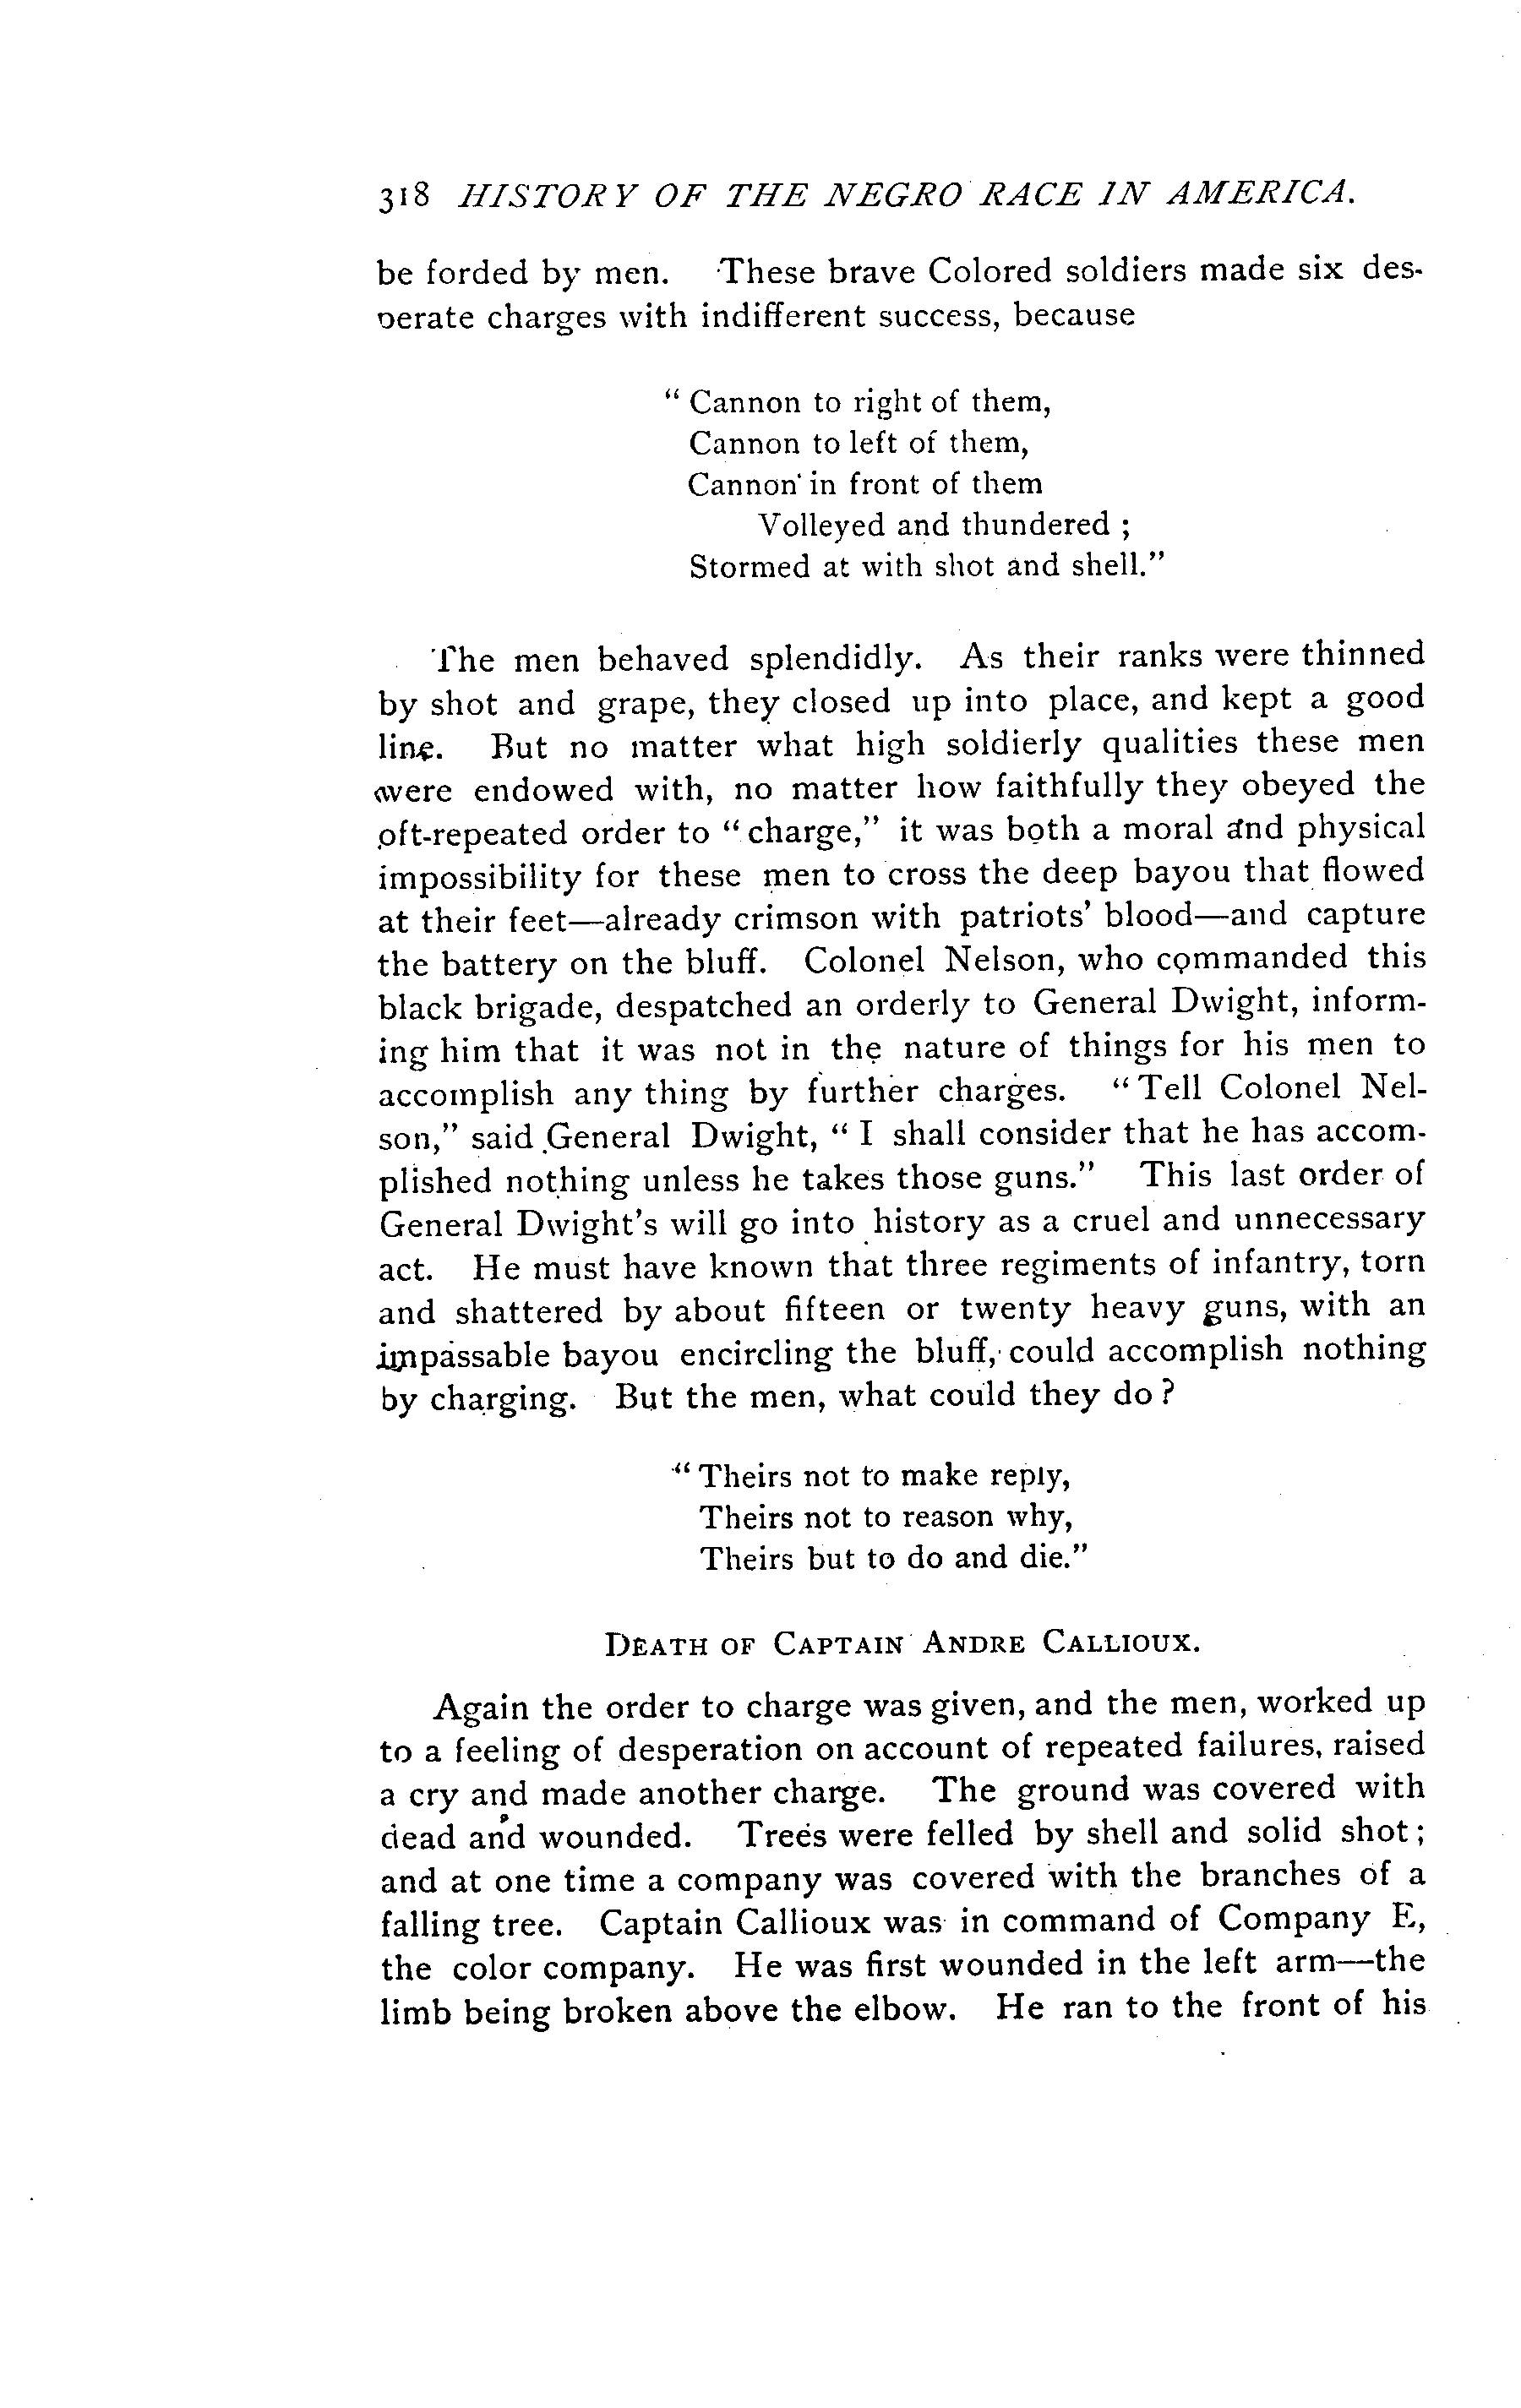 318 HISTORY OF THE NEGRO RACE IN AMERICA.
be forded by men. These brave Colored soldiers made six des-
perate charges with indifferent success, because
" Cannon to right of them,
Cannon to left of them,
Cannon in front of them
Volleyed and thundered ;
Stormed at with shot and shell."
The men behaved splendidly. As their ranks were thinned
by shot and grape, they closed up into place, and kept a good
line. But no matter what high soldierly qualities these men
were endowed with, no matter how faithfully they obeyed the
oft-repeated order to " charge," it was both a moral and physical
impossibility for these men to cross the deep bayou that flowed
at their feet—already crimson with patriots' blood—and capture
the battery on the bluff. Colonel Nelson, who commanded this
black brigade, despatched an orderly to General Dwight, inform-
ing him that it was not in the nature of things for his men to
accomplish any thing by further charges. " Tell Colonel Nel-
son," said General Dwight, " I shall consider that he has accom-
plished nothing unless he takes those guns." This last order of
General Dwight's will go into history as a cruel and unnecessary
act. He must have known that three regiments of infantry, torn
and shattered by about fifteen or twenty heavy guns, with an
impassable bayou encircling the bluff, could accomplish nothing
by charging. But the men, what could they do ?
" Theirs not to make reply,
Theirs not to reason why,
Theirs but to do and die."
DEATH OF CAPTAIN ANDRE CALLIOUX.
Again the order to charge was given, and the men, worked up
to a feeling of desperation on account of repeated failures, raised
a cry and made another charge. The ground was covered with
dead and wounded. Trees were felled by shell and solid shot ;
and at one time a company was covered with the branches of a
falling tree. Captain Callioux was in command of Company E,
the color company. He was first wounded in the left arm—the
limb being broken above the elbow. He ran to the front of his